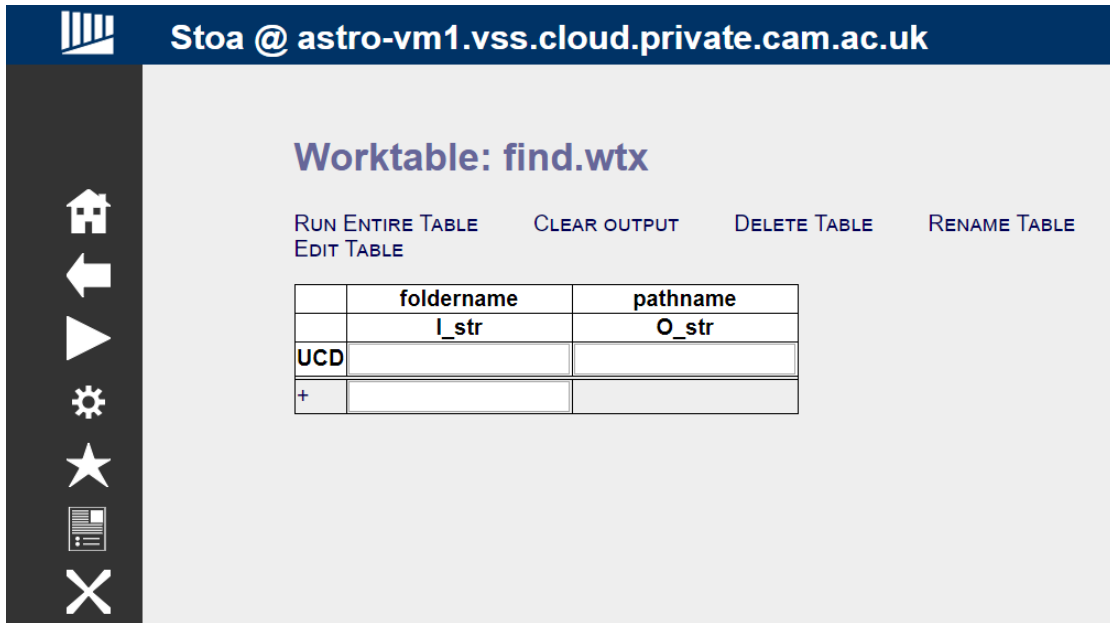 Stoa @ astro-vm1.vss.cloud.private.cam.ac.uk
Worktable: find.wtx
RUN ENTIRE TABLE CLEAR OUTPUT DELETE TABLE RENAME TABLE
EDIT TABLE
foldername pathname
I_str O_str
UCD
+